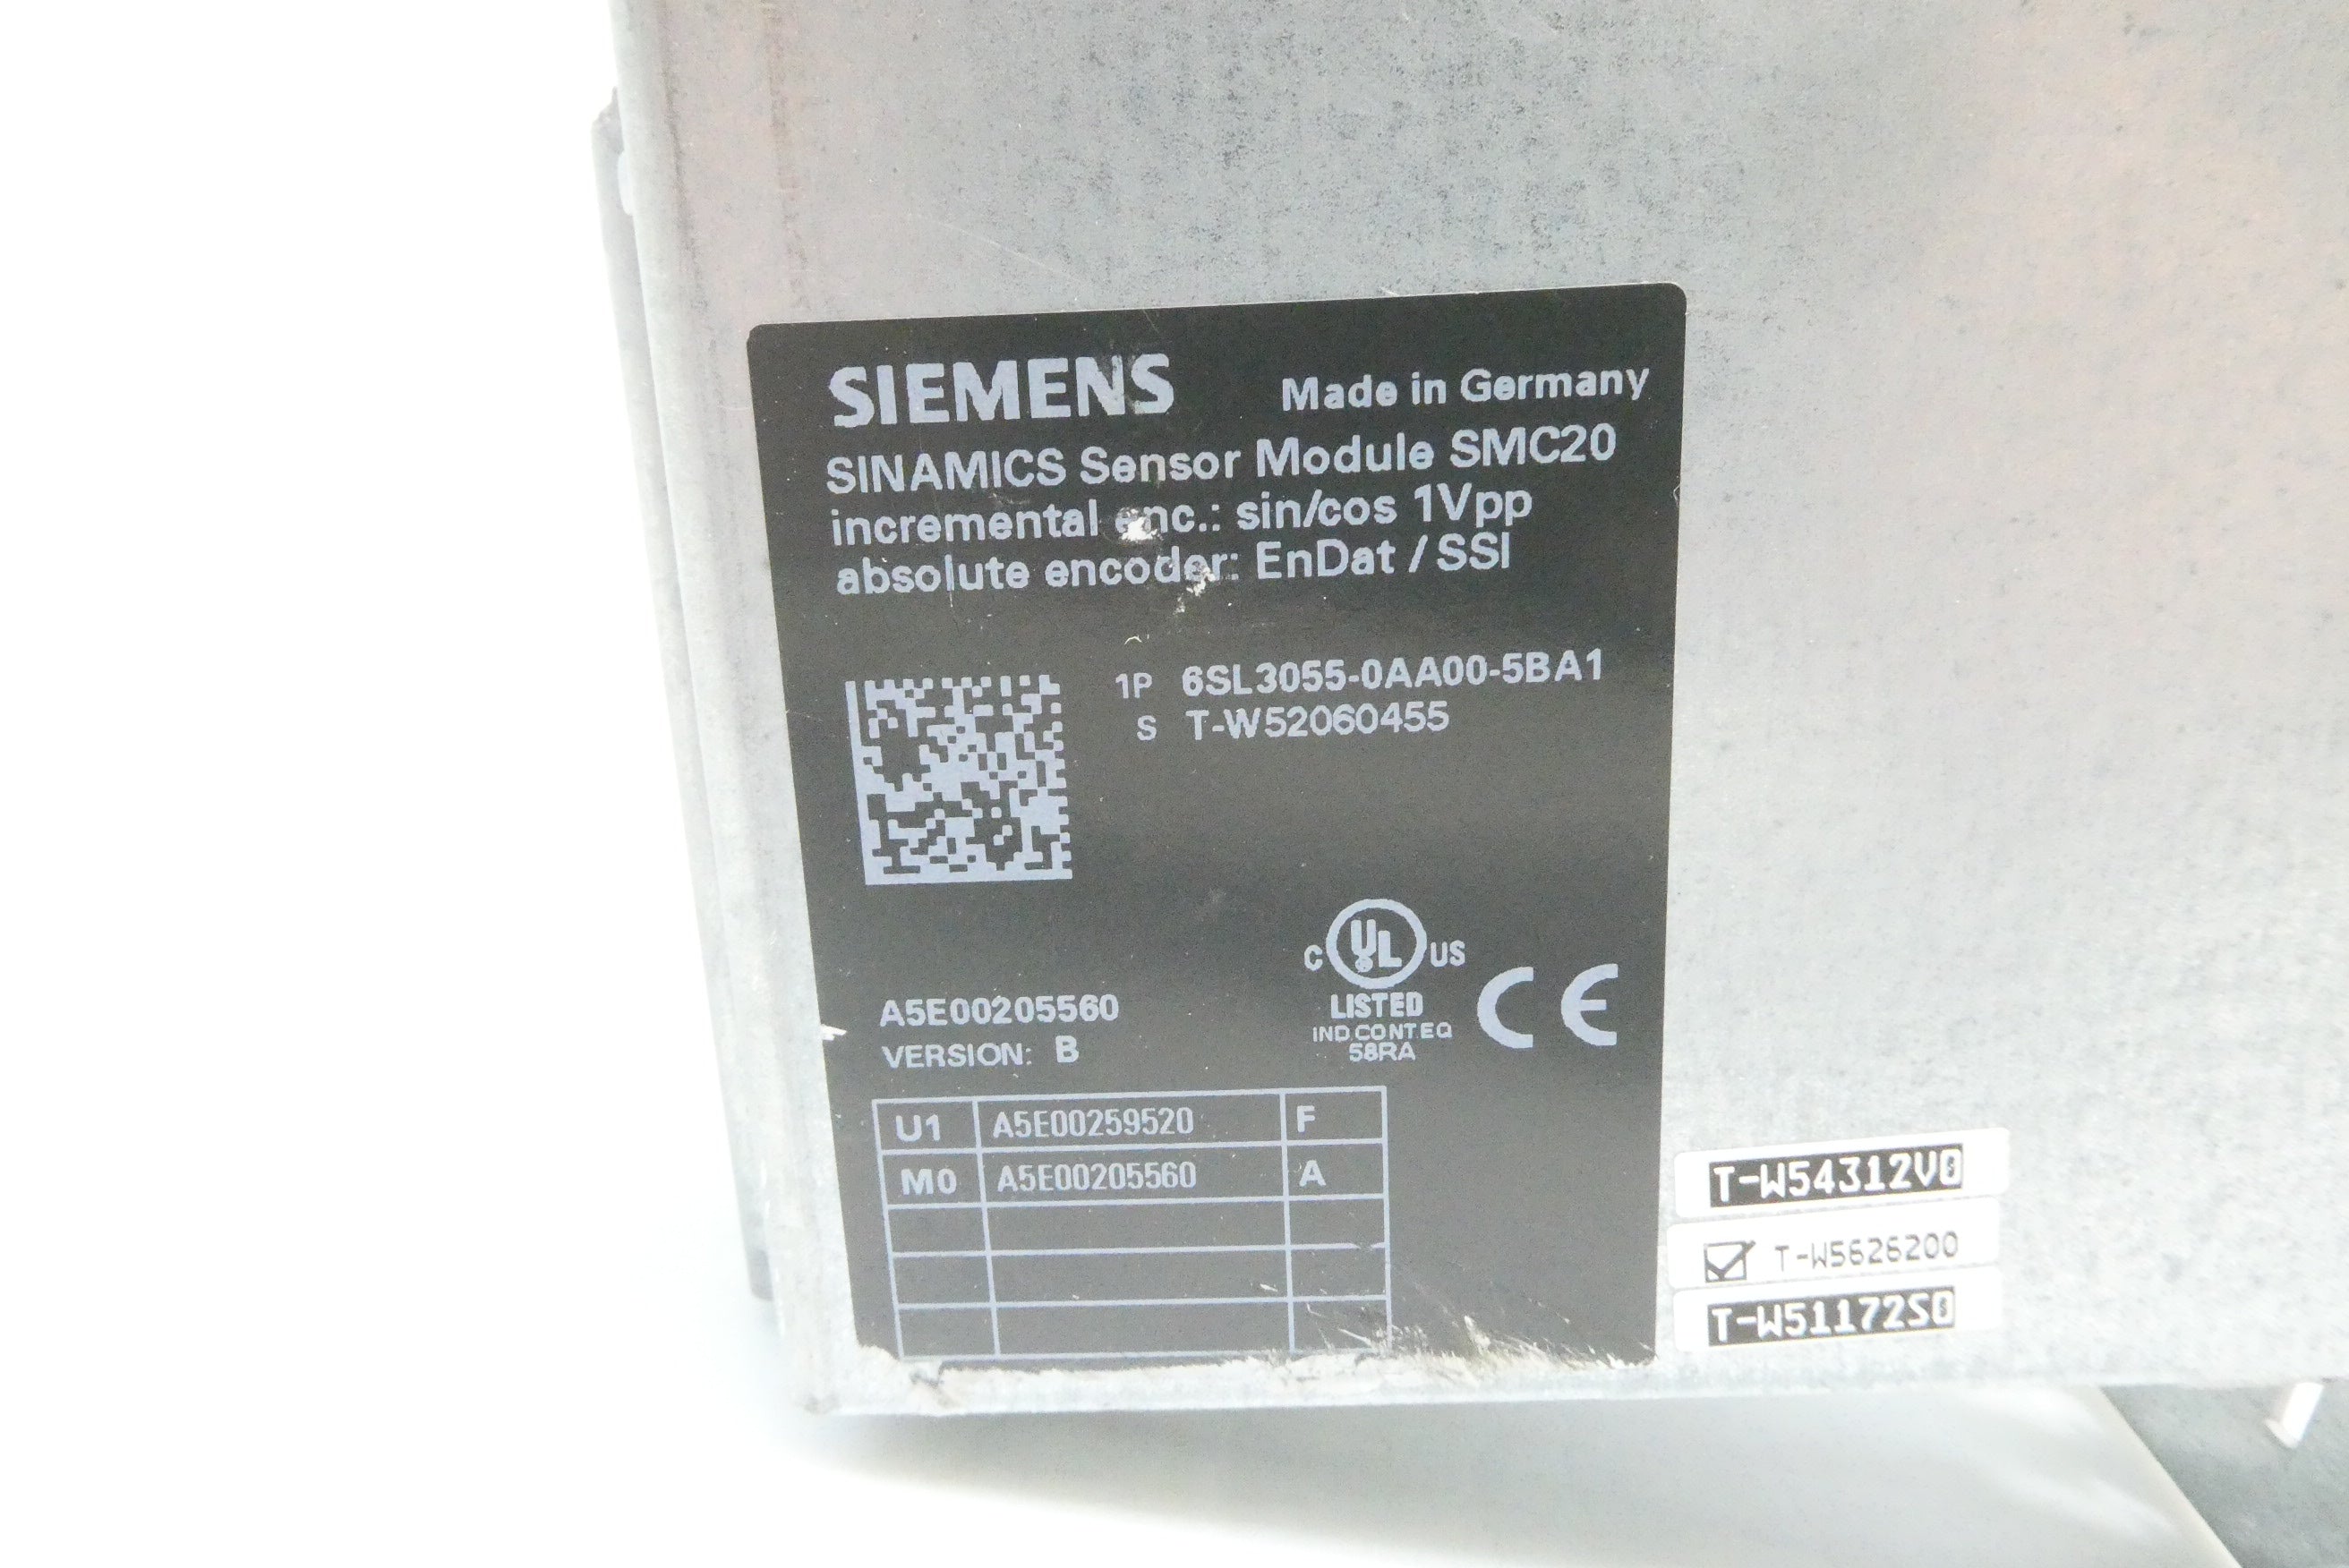 SIEMENS Made in Germany
SINAMICS Sensor Module SMC20
incremental enc.: sin/cos 1Vpp
absolute encoder: EnDat / SSI
1P 6SL3055-0AA00-5BA1
S T-W52060455
C UL US
LISTED
IND.CONT.EQ
58RA
CE
A5E00205560
VERSION: B
U1 A5E00259520 F
M0 A5E00205560 A
T-W54312V0
T-W5626200
T-W51172S0